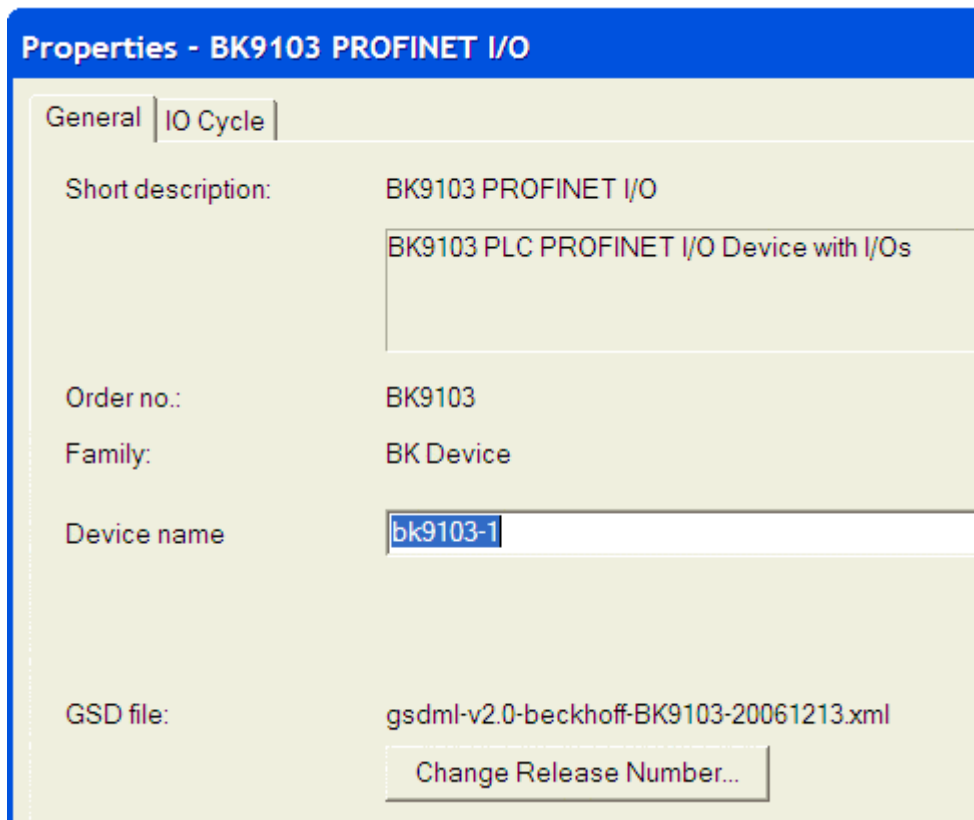 Properties - BK9103 PROFINET I/O
General IO Cycle
Short description: BK9103 PROFINET I/O
BK9103 PLC PROFINET I/O Device with I/Os
Order no.: BK9103
Family: BK Device
Device name bk9103-1
GSD file: gsdml-v2.0-beckhoff-BK9103-20061213.xml
Change Release Number...